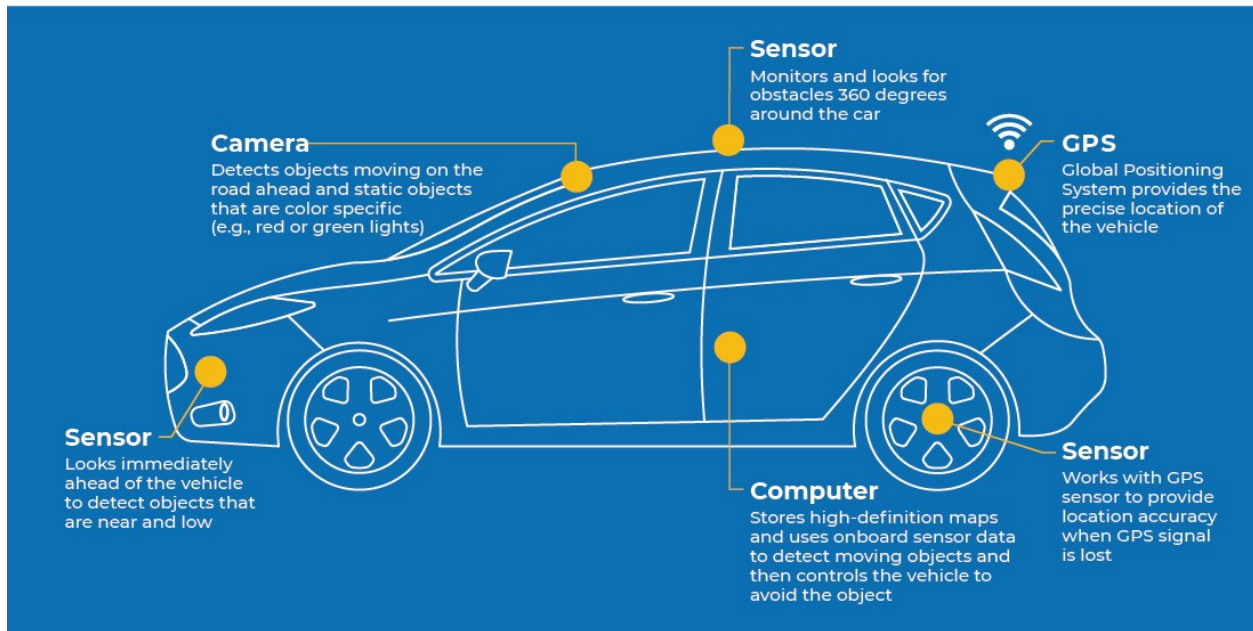 Sensor
Monitors and looks for
obstacles 360 degrees
around the car
Camera
Detects objects moving on the
road ahead and static objects
that are color specific
(e.g., red or green lights)
GPS
Global Positioning
System provides the
precise location of
the vehicle
Sensor
Looks immediately
ahead of the vehicle
to detect objects that
are near and low
Computer
Stores high-definition maps
and uses onboard sensor data
to detect moving objects and
then controls the vehicle to
avoid the object
Sensor
Works with GPS
sensor to provide
location accuracy
when GPS signal
is lost